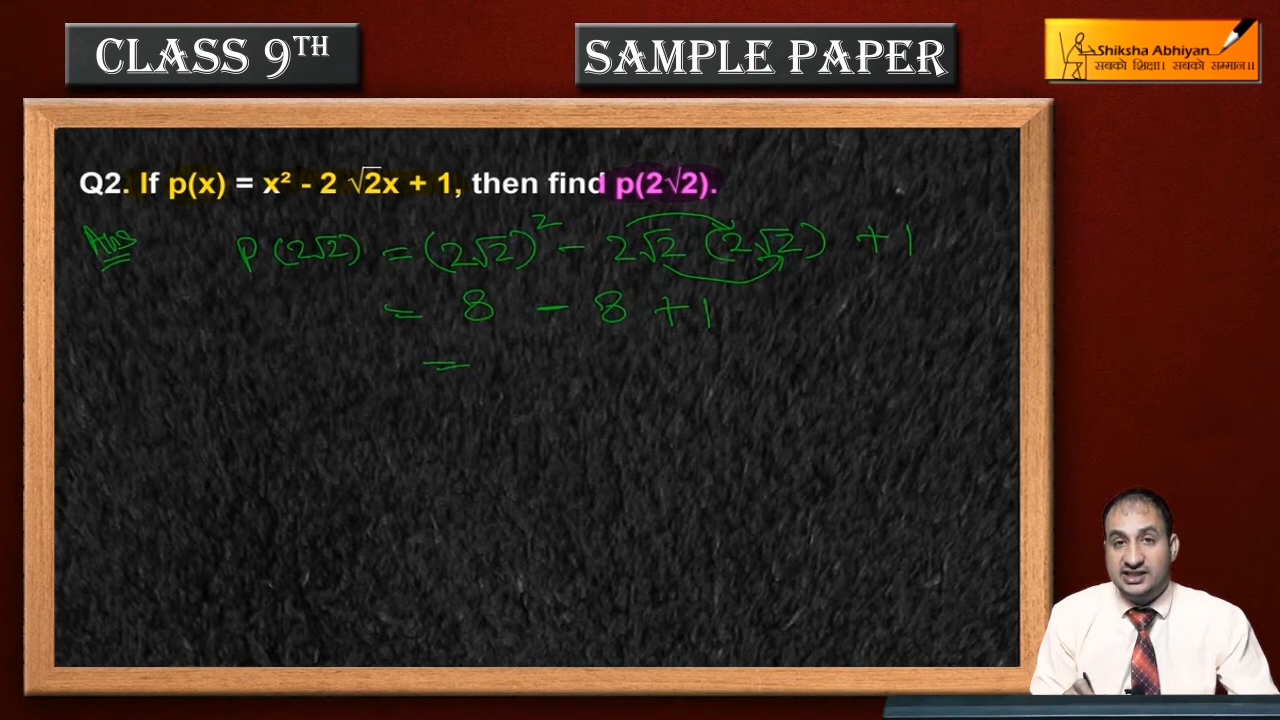 CLASS 9TH
SAMPLE PAPER
Shiksha Abhiyan
सबको शिक्षा। सबको सम्मान॥
Q2. If p(x) = x² - 2 √2x + 1, then find p(2√2).
Ans P(2√2) = (2√2)² - 2√2 (2√2) + 1
= 8 - 8 + 1
=